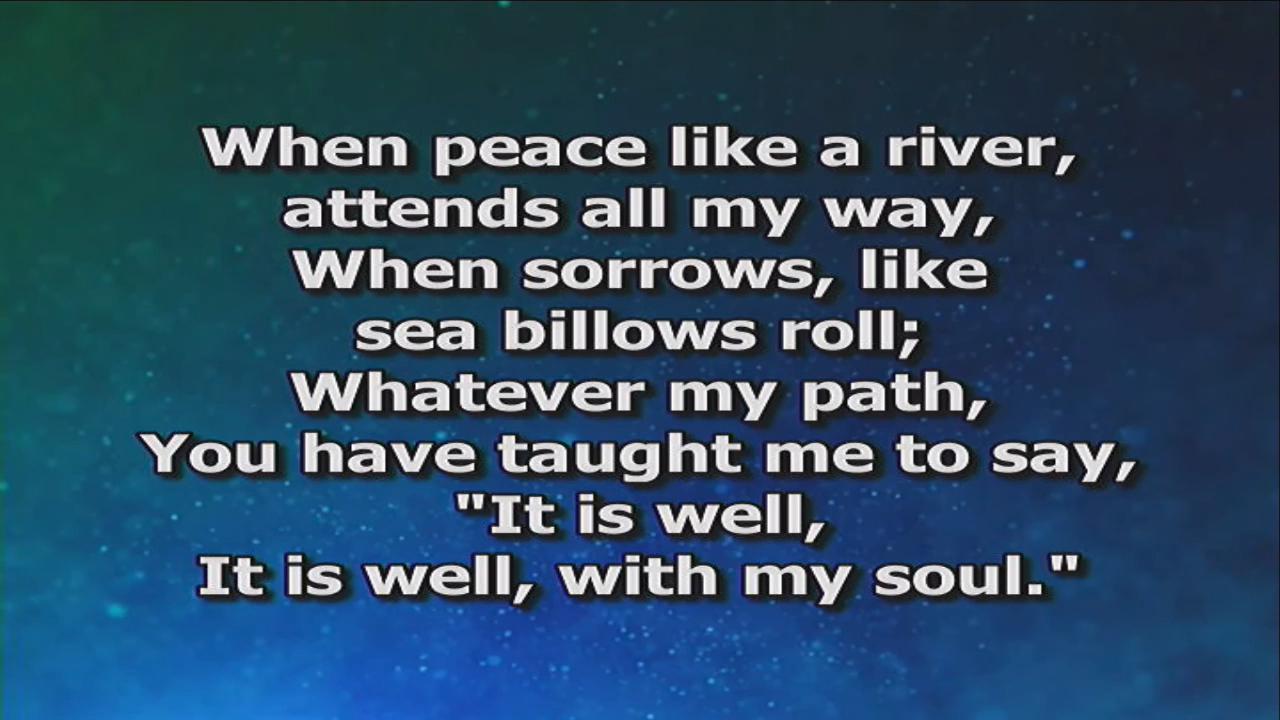 When peace like a river,
attends all my way,
When sorrows, like
sea billows roll;
Whatever my path,
You have taught me to say,
"It is well,
It is well, with my soul."